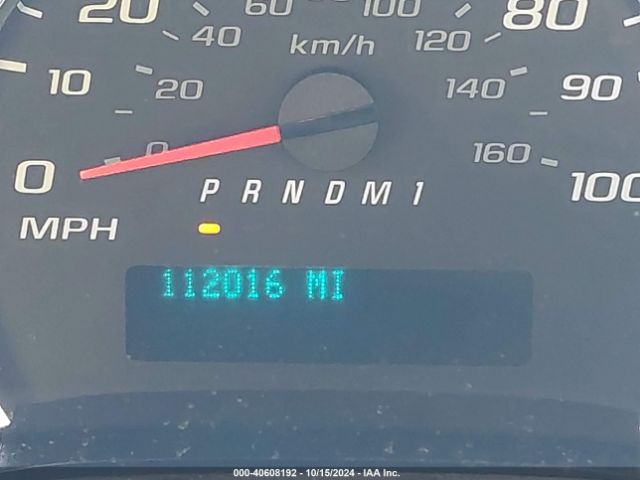 20 60 100 80
40 km/h 120
10 20 140 90
0 0 160 100
P R N D M 1
MPH
112016 MI
000-40608192 - 10/15/2024 - IAA Inc.